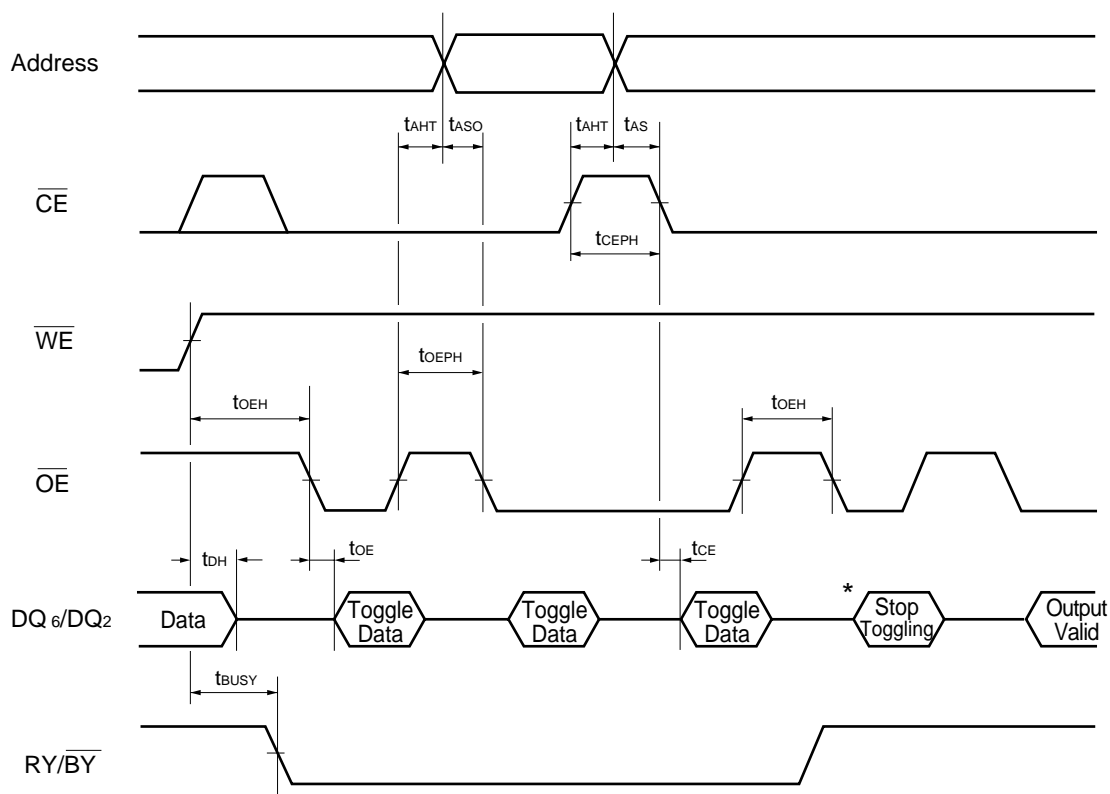 Address
tAHT tASO tAHT tAS
CE
tCEPH
WE
tOEPH
tOEH tOEH
OE
tDH tOE tCE
DQ6/DQ2 Data Toggle Data Toggle Data Toggle Data * Stop Toggling Output Valid
tBUSY
RY/BY